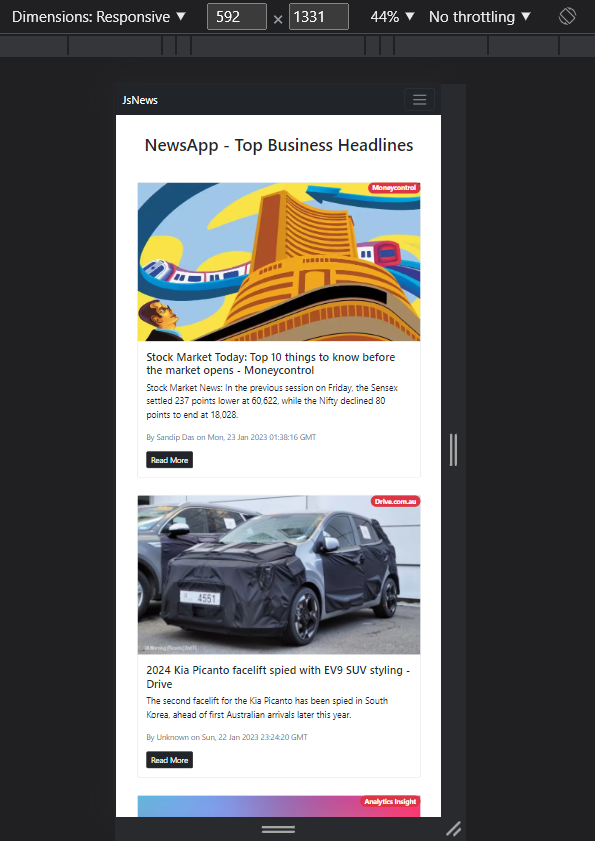 Dimensions: Responsive ▼ 592 × 1331 44% ▼ No throttling ▼
JsNews
NewsApp - Top Business Headlines
Moneycontrol
Stock Market Today: Top 10 things to know before
the market opens - Moneycontrol
Stock Market News: In the previous session on Friday, the Sensex
settled 237 points lower at 60,622, while the Nifty declined 80
points to end at 18,028.
By Sandip Das on Mon, 23 Jan 2023 01:38:16 GMT
Read More
Drive.com.au
4551
2024 Kia Picanto facelift spied with EV9 SUV styling -
Drive
The second facelift for the Kia Picanto has been spied in South
Korea, ahead of first Australian arrivals later this year.
By Unknown on Sun, 22 Jan 2023 23:24:20 GMT
Read More
Analytics Insight